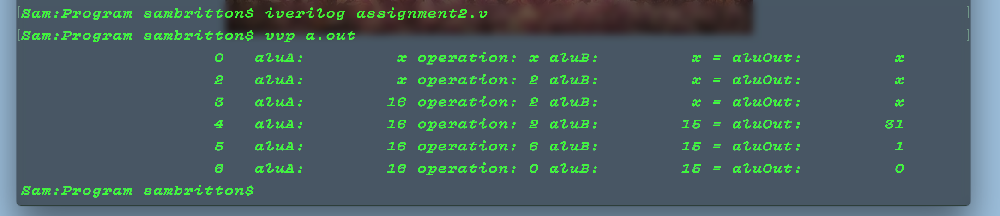 [Sam:Program sambritton$ iverilog assignment2.v ]
[Sam:Program sambritton$ vvp a.out ]
0 aluA: x operation: x aluB: x = aluOut: x
2 aluA: x operation: 2 aluB: x = aluOut: x
3 aluA: 16 operation: 2 aluB: x = aluOut: x
4 aluA: 16 operation: 2 aluB: 15 = aluOut: 31
5 aluA: 16 operation: 6 aluB: 15 = aluOut: 1
6 aluA: 16 operation: 0 aluB: 15 = aluOut: 0
Sam:Program sambritton$